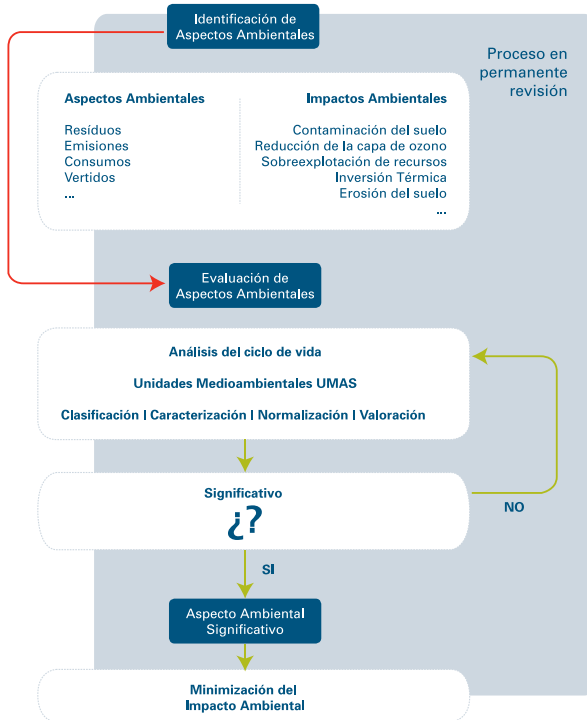 Identificación de
Aspectos Ambientales
Proceso en
permanente
revisión
Aspectos Ambientales
Resíduos
Emisiones
Consumos
Vertidos
...
Impactos Ambientales
Contaminación del suelo
Reducción de la capa de ozono
Sobreexplotación de recursos
Inversión Térmica
Erosión del suelo
...
Evaluación de
Aspectos Ambientales
Análisis del ciclo de vida
Unidades Medioambientales UMAS
Clasificación I Caracterización I Normalización I Valoración
Significativo
¿?
NO
SI
Aspecto Ambiental
Significativo
Minimización del
Impacto Ambiental